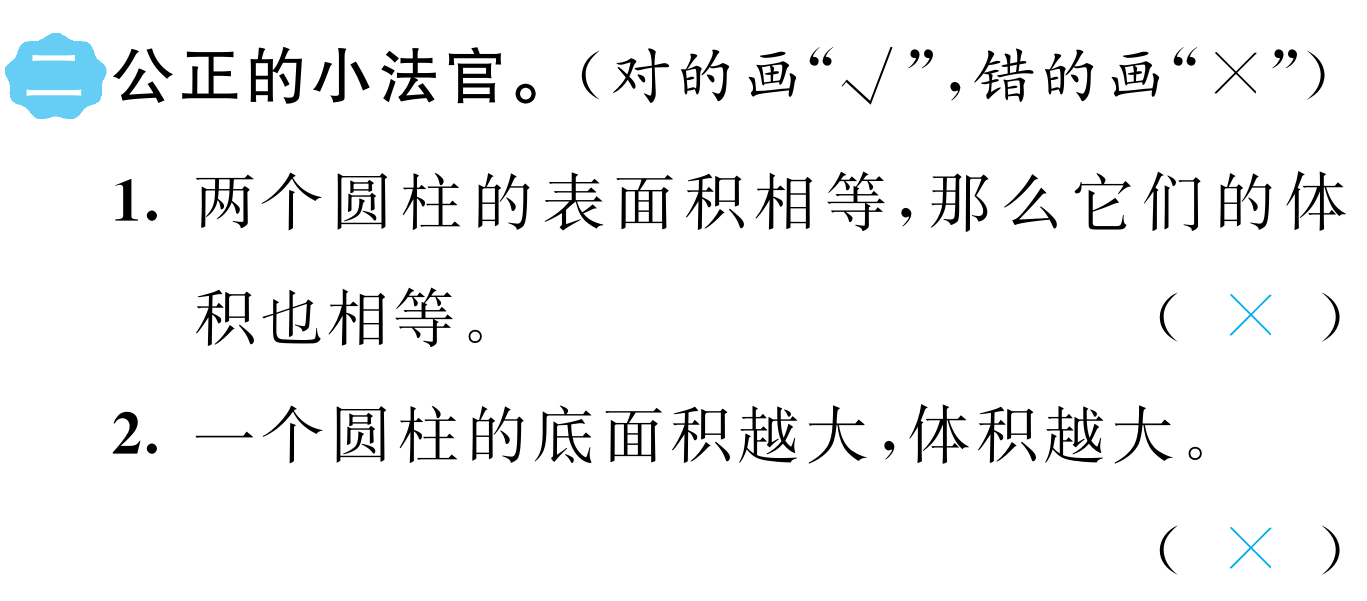 二 公正的小法官。(对的画“√”,错的画“×”)
1. 两个圆柱的表面积相等,那么它们的体
积也相等。 ( × )
2. 一个圆柱的底面积越大,体积越大。
( × )